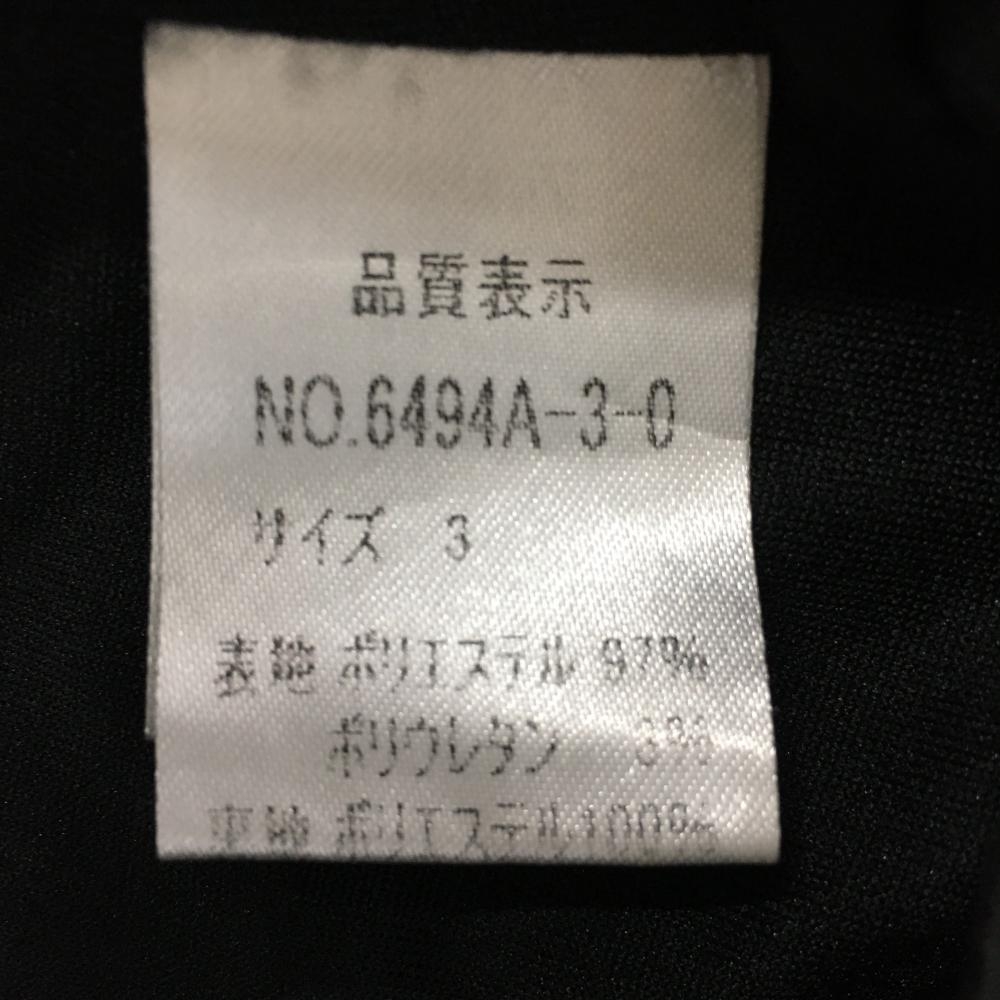 品質表示
NO.6494A-3-0
サイズ 3
表地 ポリエステル 97%
ポリウレタン 3%
裏地 ポリエステル100%